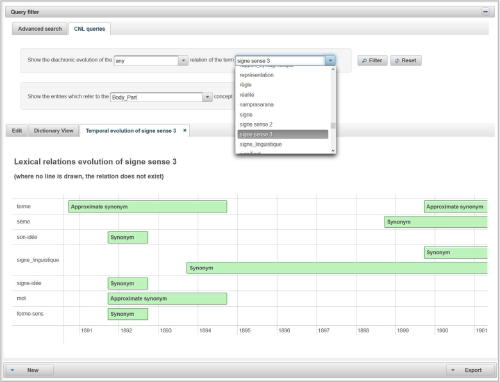 Query filter
Advanced search CNL queries
Show the diachronic evolution of the any relation of the term signe sense 3 Filter Reset
représentation
règle
réalité
samprasarana
signe
signe sense 2
signe sense 3
signe_linguistique
Show the entries which refer to the Body_Part concept
Edit Dictionary View Temporal evolution of signe sense 3 ×
Lexical relations evolution of signe sense 3
(where no line is drawn, the relation does not exist)
terme Approximate synonym Approximate synonym
sème Synonym
son-idée Synonym
Synonym
signe_linguistique
Synonym
signe-idée Synonym
mot Approximate synonym
forme-sens Synonym
1891 1892 1893 1894 1895 1896 1897 1898 1899 1900 1901
New Export